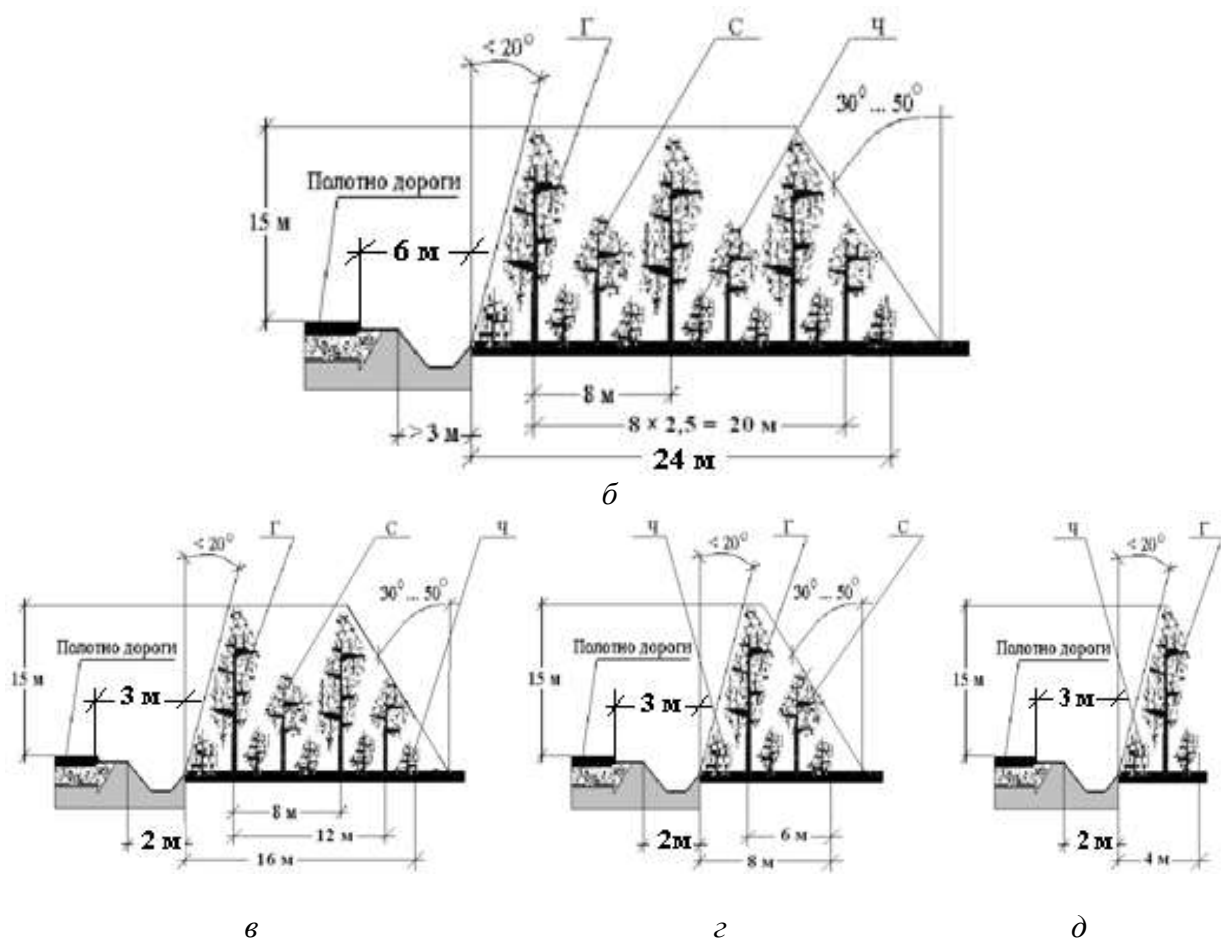 < 20°
Г
С
Ч
30° ... 50°
15 м
Полотно дороги
6 м
8 м
8 × 2,5 = 20 м
> 3 м
24 м
б
< 20°
Г
С
Ч
30° ... 50°
15 м
Полотно дороги
3 м
8 м
12 м
2 м
16 м
в
Ч
< 20°
Г
С
30° ... 50°
15 м
Полотно дороги
3 м
6 м
2м
8 м
г
Ч
< 20°
Г
15 м
Полотно дороги
3 м
2 м
4 м
д